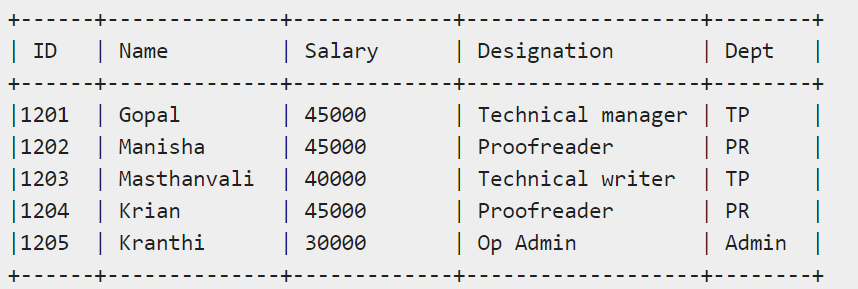 +------+--------------+-------------+-------------------+--------+
| ID   | Name         | Salary      | Designation       | Dept   |
+------+--------------+-------------+-------------------+--------+
|1201  | Gopal        | 45000       | Technical manager | TP     |
|1202  | Manisha      | 45000       | Proofreader       | PR     |
|1203  | Masthanvali  | 40000       | Technical writer  | TP     |
|1204  | Krian        | 45000       | Proofreader       | PR     |
|1205  | Kranthi      | 30000       | Op Admin          | Admin  |
+------+--------------+-------------+-------------------+--------+